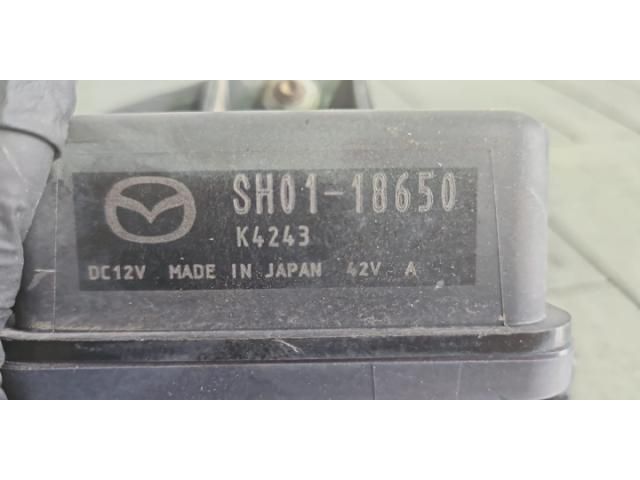 SH01-18650
K4243
DC12V MADE IN JAPAN 42V A